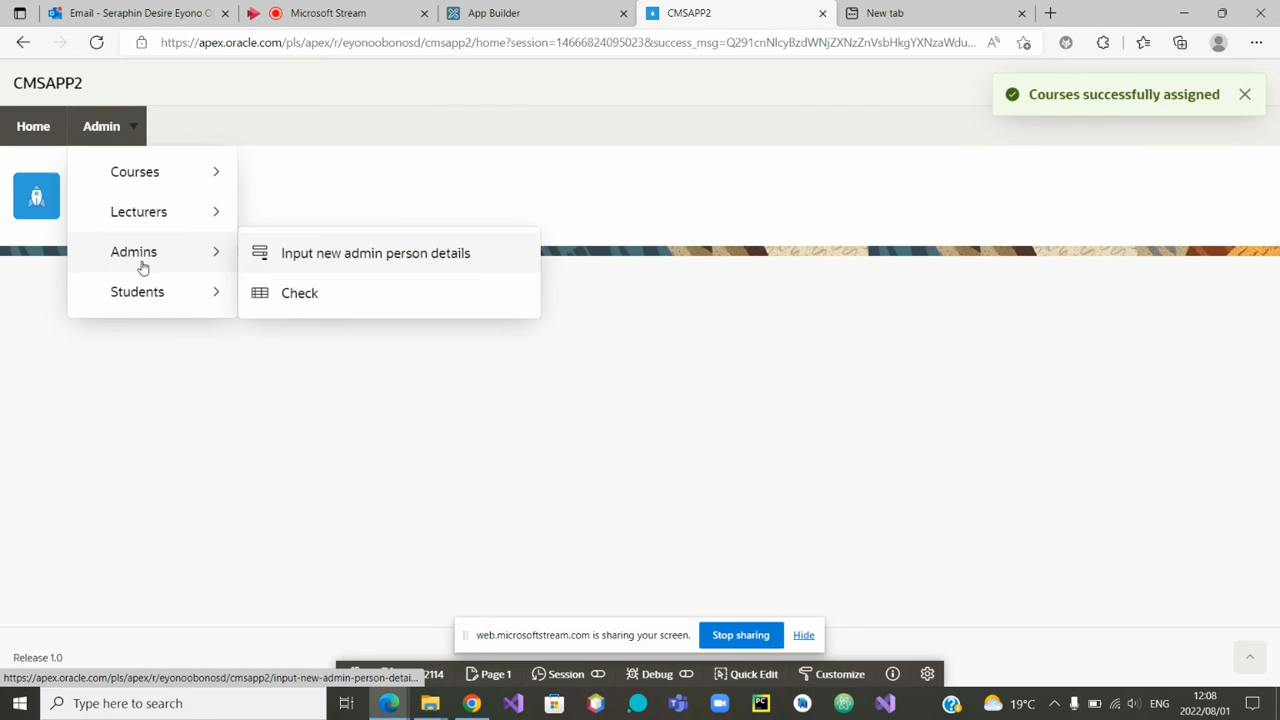 Email - Seraphin Desire Eyono O
Microsoft Stream
App Builder
CMSAPP2
New tab
https://apex.oracle.com/pls/apex/r/eyonoobonosd/cmsapp2/home?session=14666824095023&success_msg=Q291cnNlcyBzdWNjZXNzZnVsbHkgYXNzaWdu...
CMSAPP2
Courses successfully assigned
Home
Admin
Courses
Lecturers
Admins
Input new admin person details
Students
Check
web.microsoftstream.com is sharing your screen.
Stop sharing
Hide
Release 1.0
https://apex.oracle.com/pls/apex/r/eyonoobonosd/cmsapp2/input-new-admin-person-detai...
2114
Page 1
Session
Debug
Quick Edit
Customize
Type here to search
19°C
ENG
12:08
2022/08/01